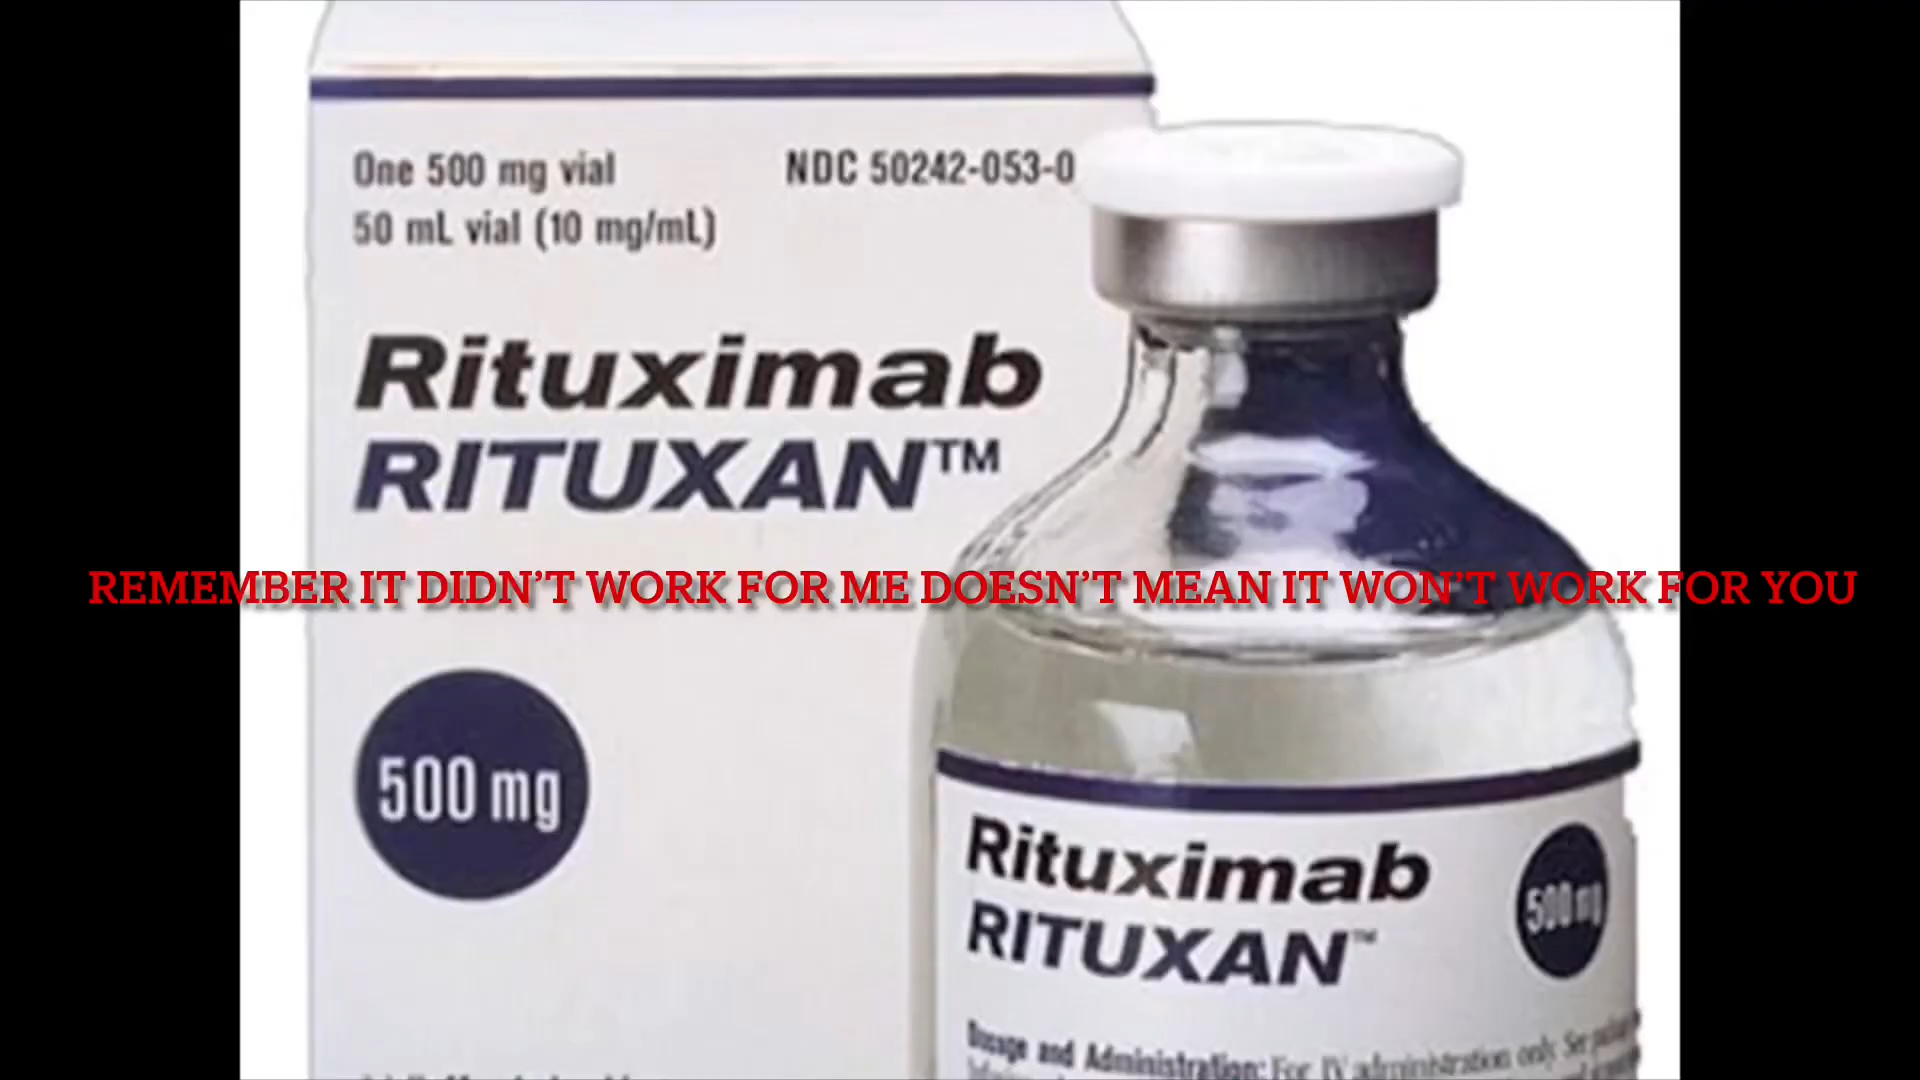 One 500 mg vial
NDC 50242-053-0
50 mL vial (10 mg/mL)
Rituximab
RITUXAN™
REMEMBER IT DIDN’T WORK FOR ME DOESN’T MEAN IT WON’T WORK FOR YOU
500 mg
Rituximab
RITUXAN™
500 mg
Dosage and Administration: For IV administration only. See